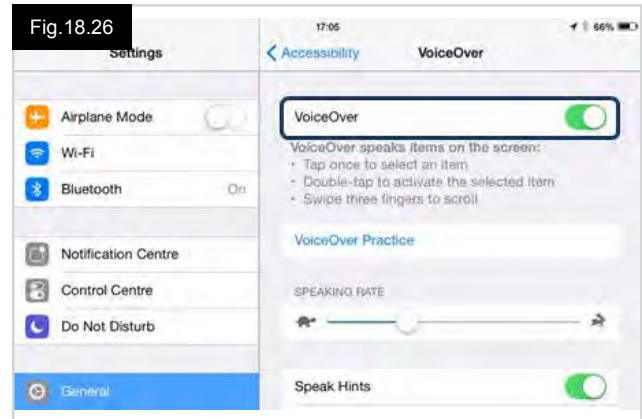 Fig.18.26
17:05
66%
Settings
Accessibility
VoiceOver
Airplane Mode
Wi-Fi
Bluetooth
On
Notification Centre
Control Centre
Do Not Disturb
General
VoiceOver
VoiceOver speaks items on the screen:
• Tap once to select an item
• Double-tap to activate the selected item
• Swipe three fingers to scroll
VoiceOver Practice
SPEAKING RATE
Speak Hints